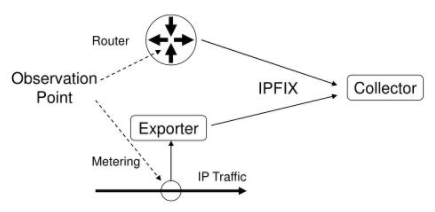 Router
Observation
Point
IPFIX
Collector
Exporter
Metering
IP Traffic